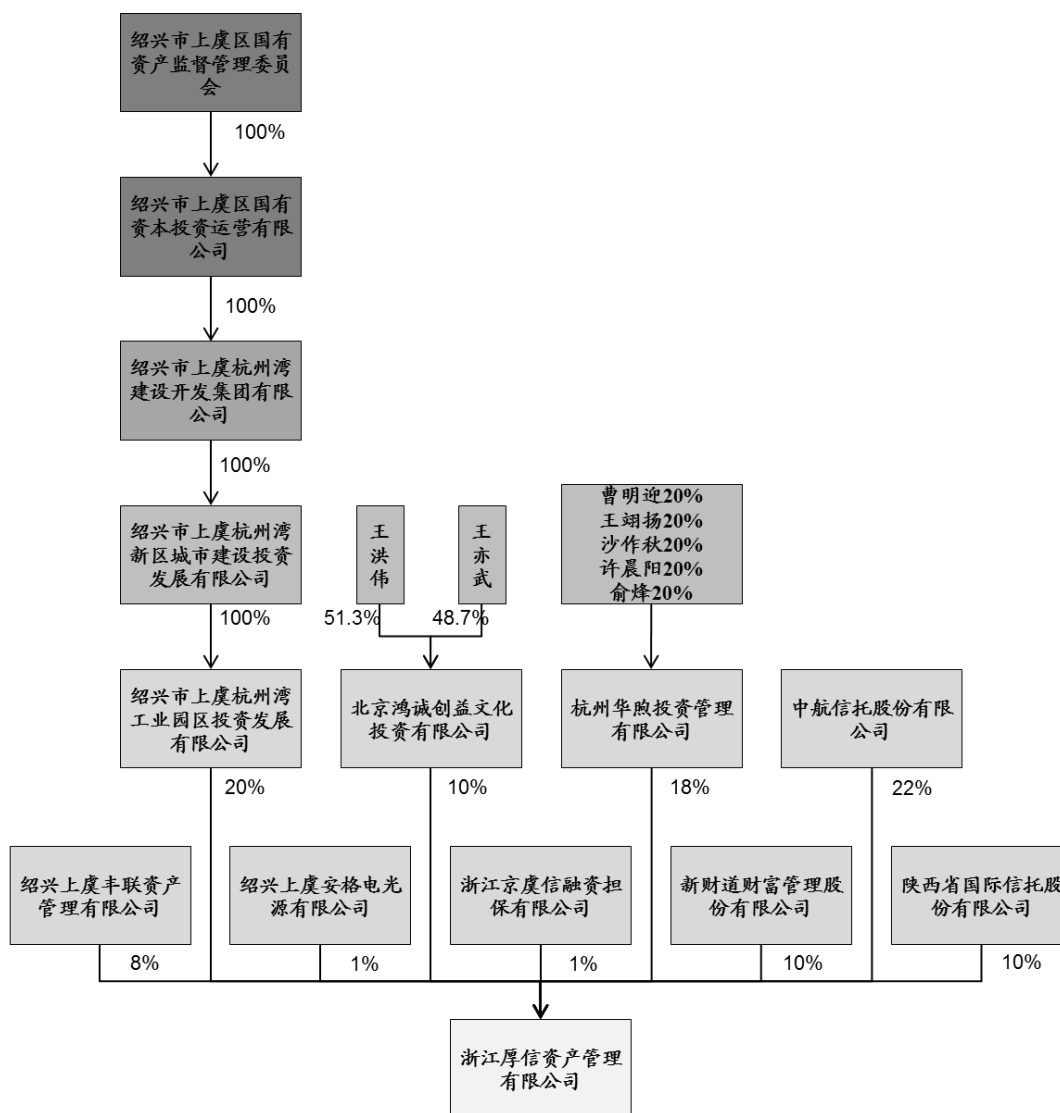 绍兴市上虞区国有
资产监督管理委员
会
100%
绍兴市上虞区国有
资本投资运营有限
公司
100%
绍兴市上虞杭州湾
建设开发集团有限
公司
100%
绍兴市上虞杭州湾
新区城市建设投资
发展有限公司
王
洪
伟
王
亦
武
曹明迎20%
王翊扬20%
沙作秋20%
许晨阳20%
俞烽20%
100%
51.3%
48.7%
绍兴市上虞杭州湾
工业园区投资发展
有限公司
北京鸿诚创益文化
投资有限公司
杭州华煦投资管理
有限公司
中航信托股份有限
公司
20%
10%
18%
22%
绍兴上虞丰联资产
管理有限公司
绍兴上虞安格电光
源有限公司
浙江京虞信融资担
保有限公司
新财道财富管理股
份有限公司
陕西省国际信托股
份有限公司
8%
1%
1%
10%
10%
浙江厚信资产管理
有限公司